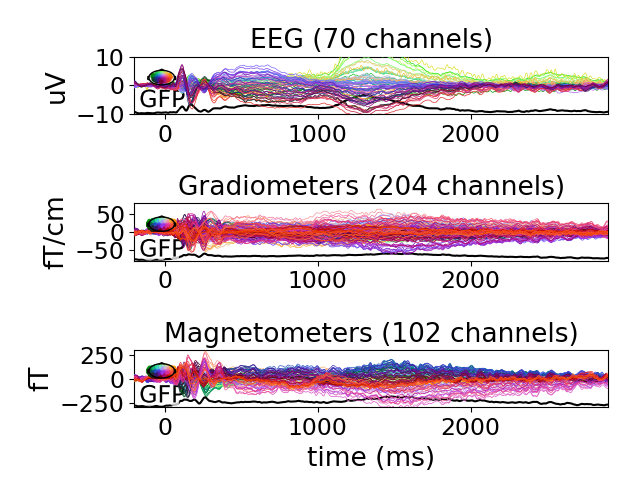 EEG (70 channels)
10
0
−10
uV
GFP
0 1000 2000
Gradiometers (204 channels)
50
0
−50
fT/cm
GFP
0 1000 2000
Magnetometers (102 channels)
250
0
−250
fT
GFP
0 1000 2000
time (ms)